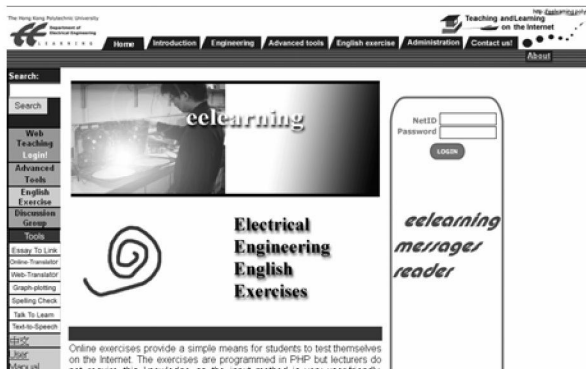 The Hong Kong Polytechnic University
Department of
Electrical Engineering
LEARNING
Teaching and Learning
on the Internet
Home
Introduction
Engineering
Advanced tools
English exercise
Administration
Contact us!
About
Search:
Search
Web
Teaching
Login!
Advanced
Tools
English
Exercise
Discussion
Group
Tools
Essay To Link
Online-Translator
Web-Translator
Graph-plotting
Spelling Check
Talk To Learn
Text-to-Speech
中文
User
Manual
eelearning
Electrical
Engineering
English
Exercises
NetID
Password
LOGIN
eelearning
messages
reader
Online exercises provide a simple means for students to test themselves
on the Internet. The exercises are programmed in PHP but lecturers do